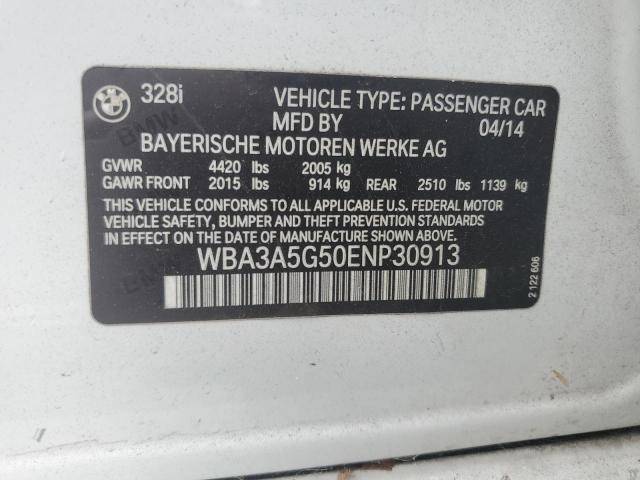 BMW 328i VEHICLE TYPE: PASSENGER CAR
MFD BY 04/14
BAYERISCHE MOTOREN WERKE AG
GVWR 4420 lbs 2005 kg
GAWR FRONT 2015 lbs 914 kg REAR 2510 lbs 1139 kg
THIS VEHICLE CONFORMS TO ALL APPLICABLE U.S. FEDERAL MOTOR
VEHICLE SAFETY, BUMPER AND THEFT PREVENTION STANDARDS
IN EFFECT ON THE DATE OF MANUFACTURE SHOWN ABOVE.
WBA3A5G50ENP30913
2 122 606